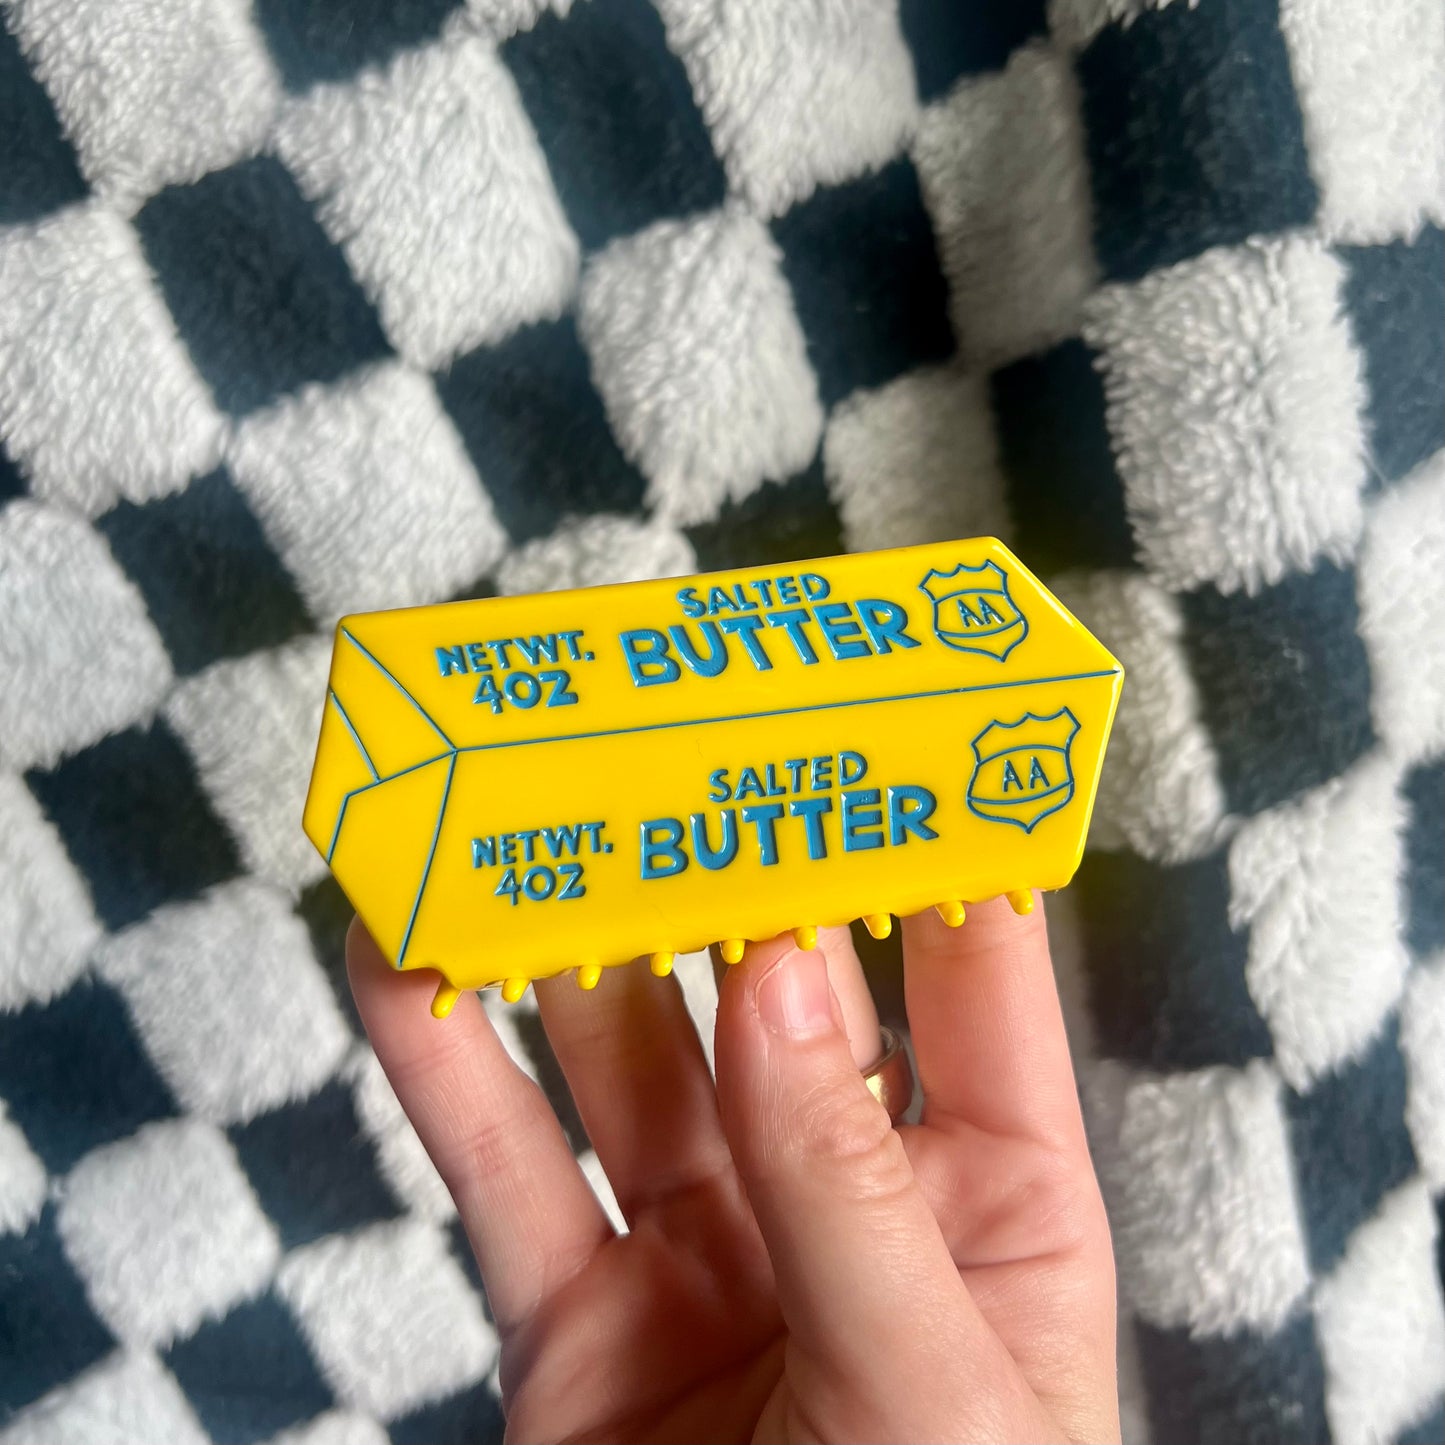 NETWT.
4OZ
SALTED
BUTTER
AA
NETWT.
4OZ
SALTED
BUTTER
AA